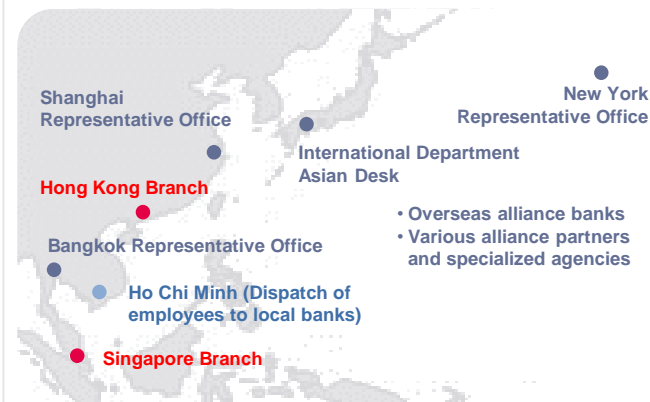 Shanghai
Representative Office
New York
Representative Office
International Department
Asian Desk
Hong Kong Branch
• Overseas alliance banks
• Various alliance partners
and specialized agencies
Bangkok Representative Office
Ho Chi Minh (Dispatch of
employees to local banks)
Singapore Branch